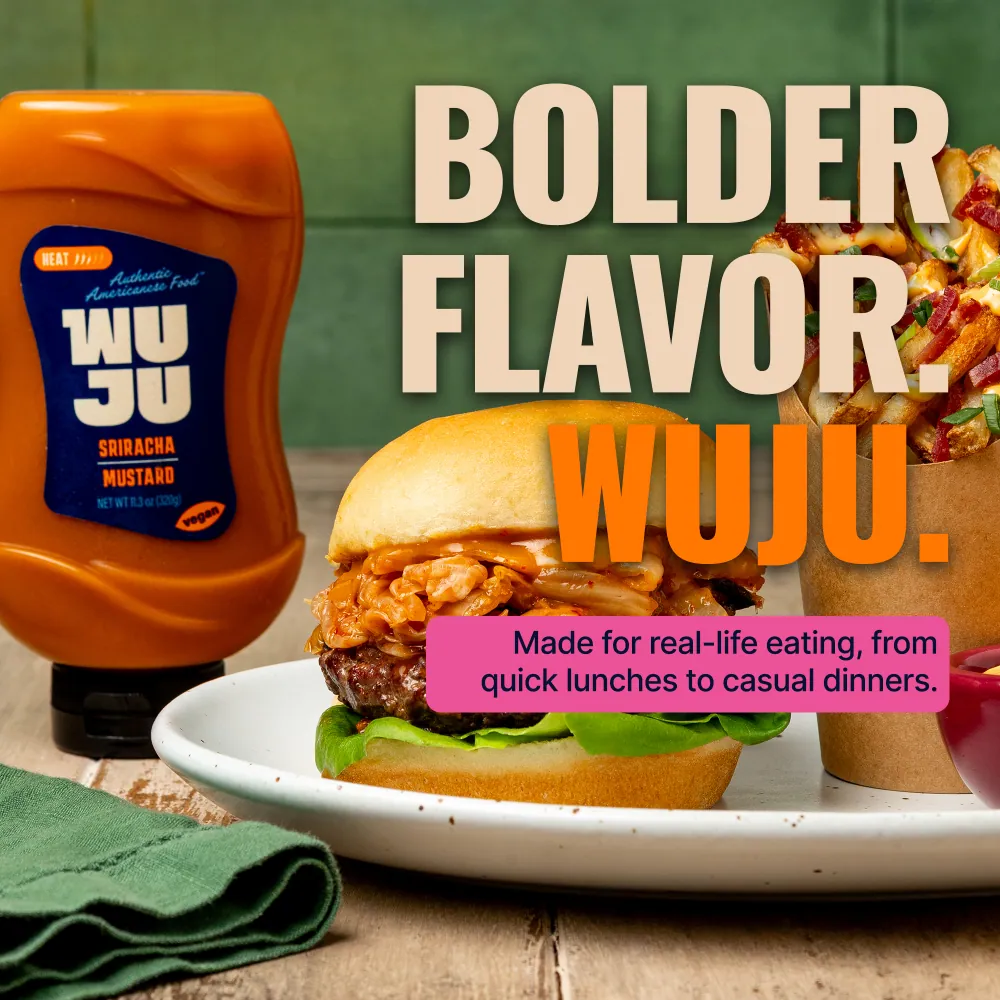 BOLDER
FLAVOR.
WUJU.
Made for real-life eating, from
quick lunches to casual dinners.
HEAT
Authentic
Americanese Food™
WU
JU
SRIRACHA
MUSTARD
NET WT 11.3 oz (320g)
vegan